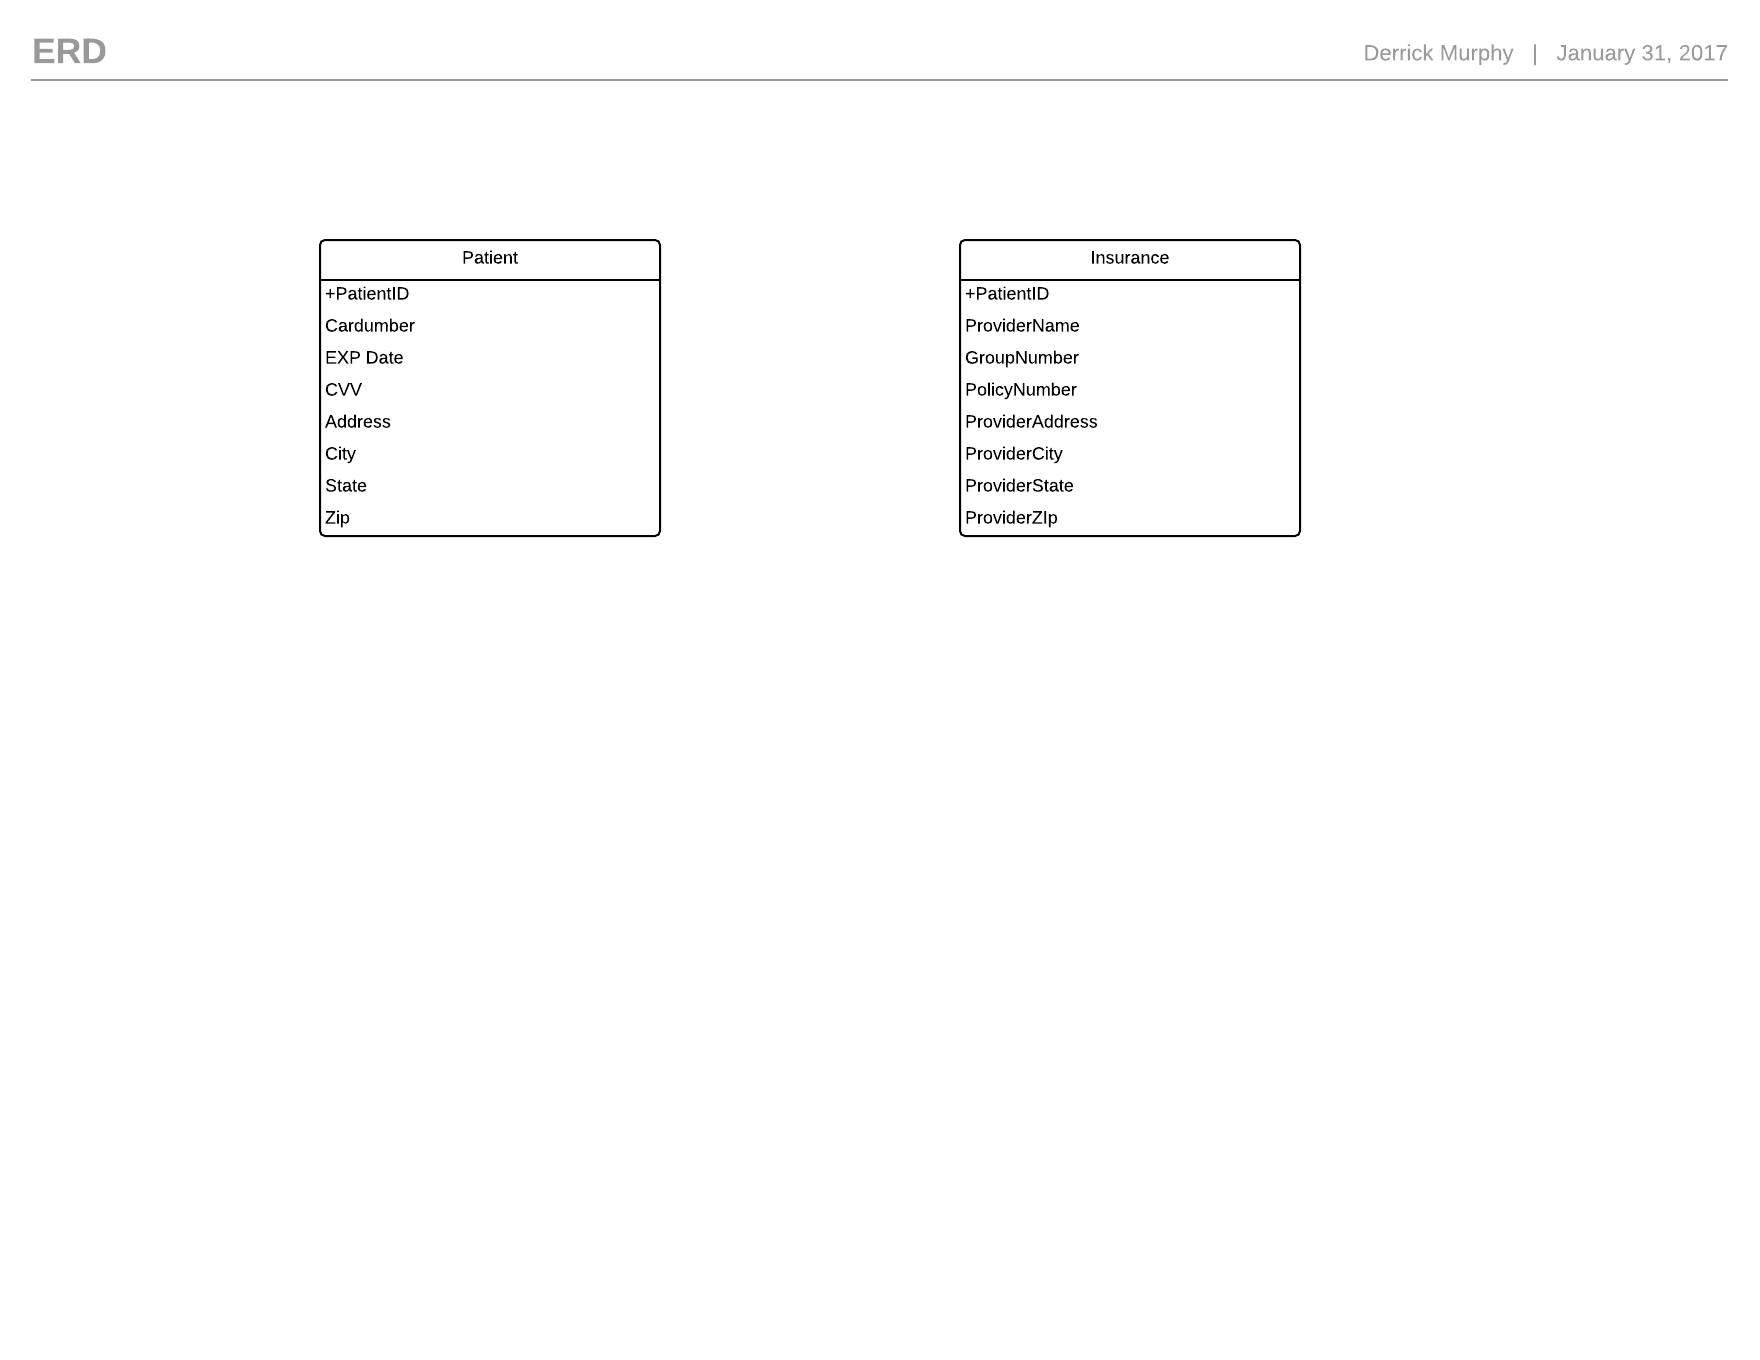 ERD
Derrick Murphy | January 31, 2017
Patient
+PatientID
Cardumber
EXP Date
CVV
Address
City
State
Zip
Insurance
+PatientID
ProviderName
GroupNumber
PolicyNumber
ProviderAddress
ProviderCity
ProviderState
ProviderZIp